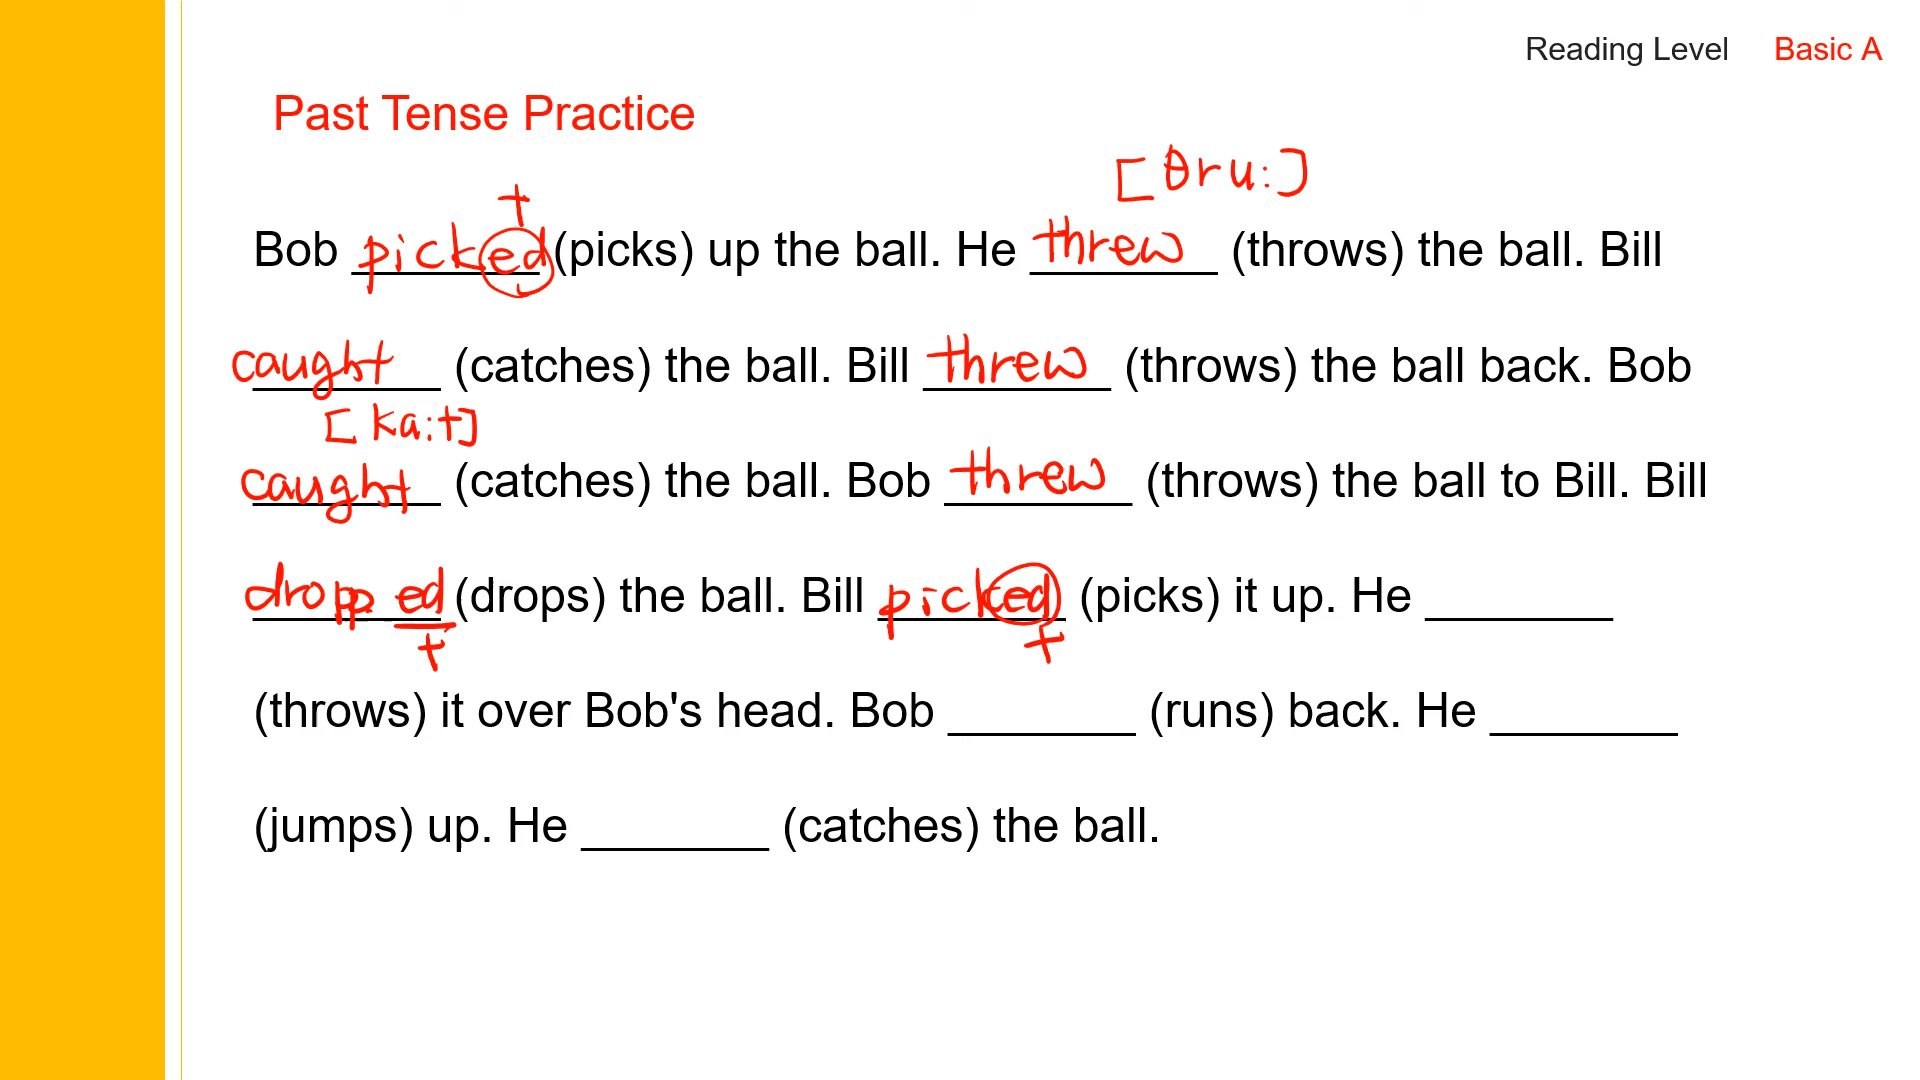 Reading Level Basic A
Past Tense Practice
t [θru:]
Bob picked (picks) up the ball. He threw (throws) the ball. Bill
caught (catches) the ball. Bill threw (throws) the ball back. Bob
[ka:t]
caught (catches) the ball. Bob threw (throws) the ball to Bill. Bill
dropped (drops) the ball. Bill picked (picks) it up. He ________
t t
(throws) it over Bob's head. Bob ________ (runs) back. He ________
(jumps) up. He ________ (catches) the ball.